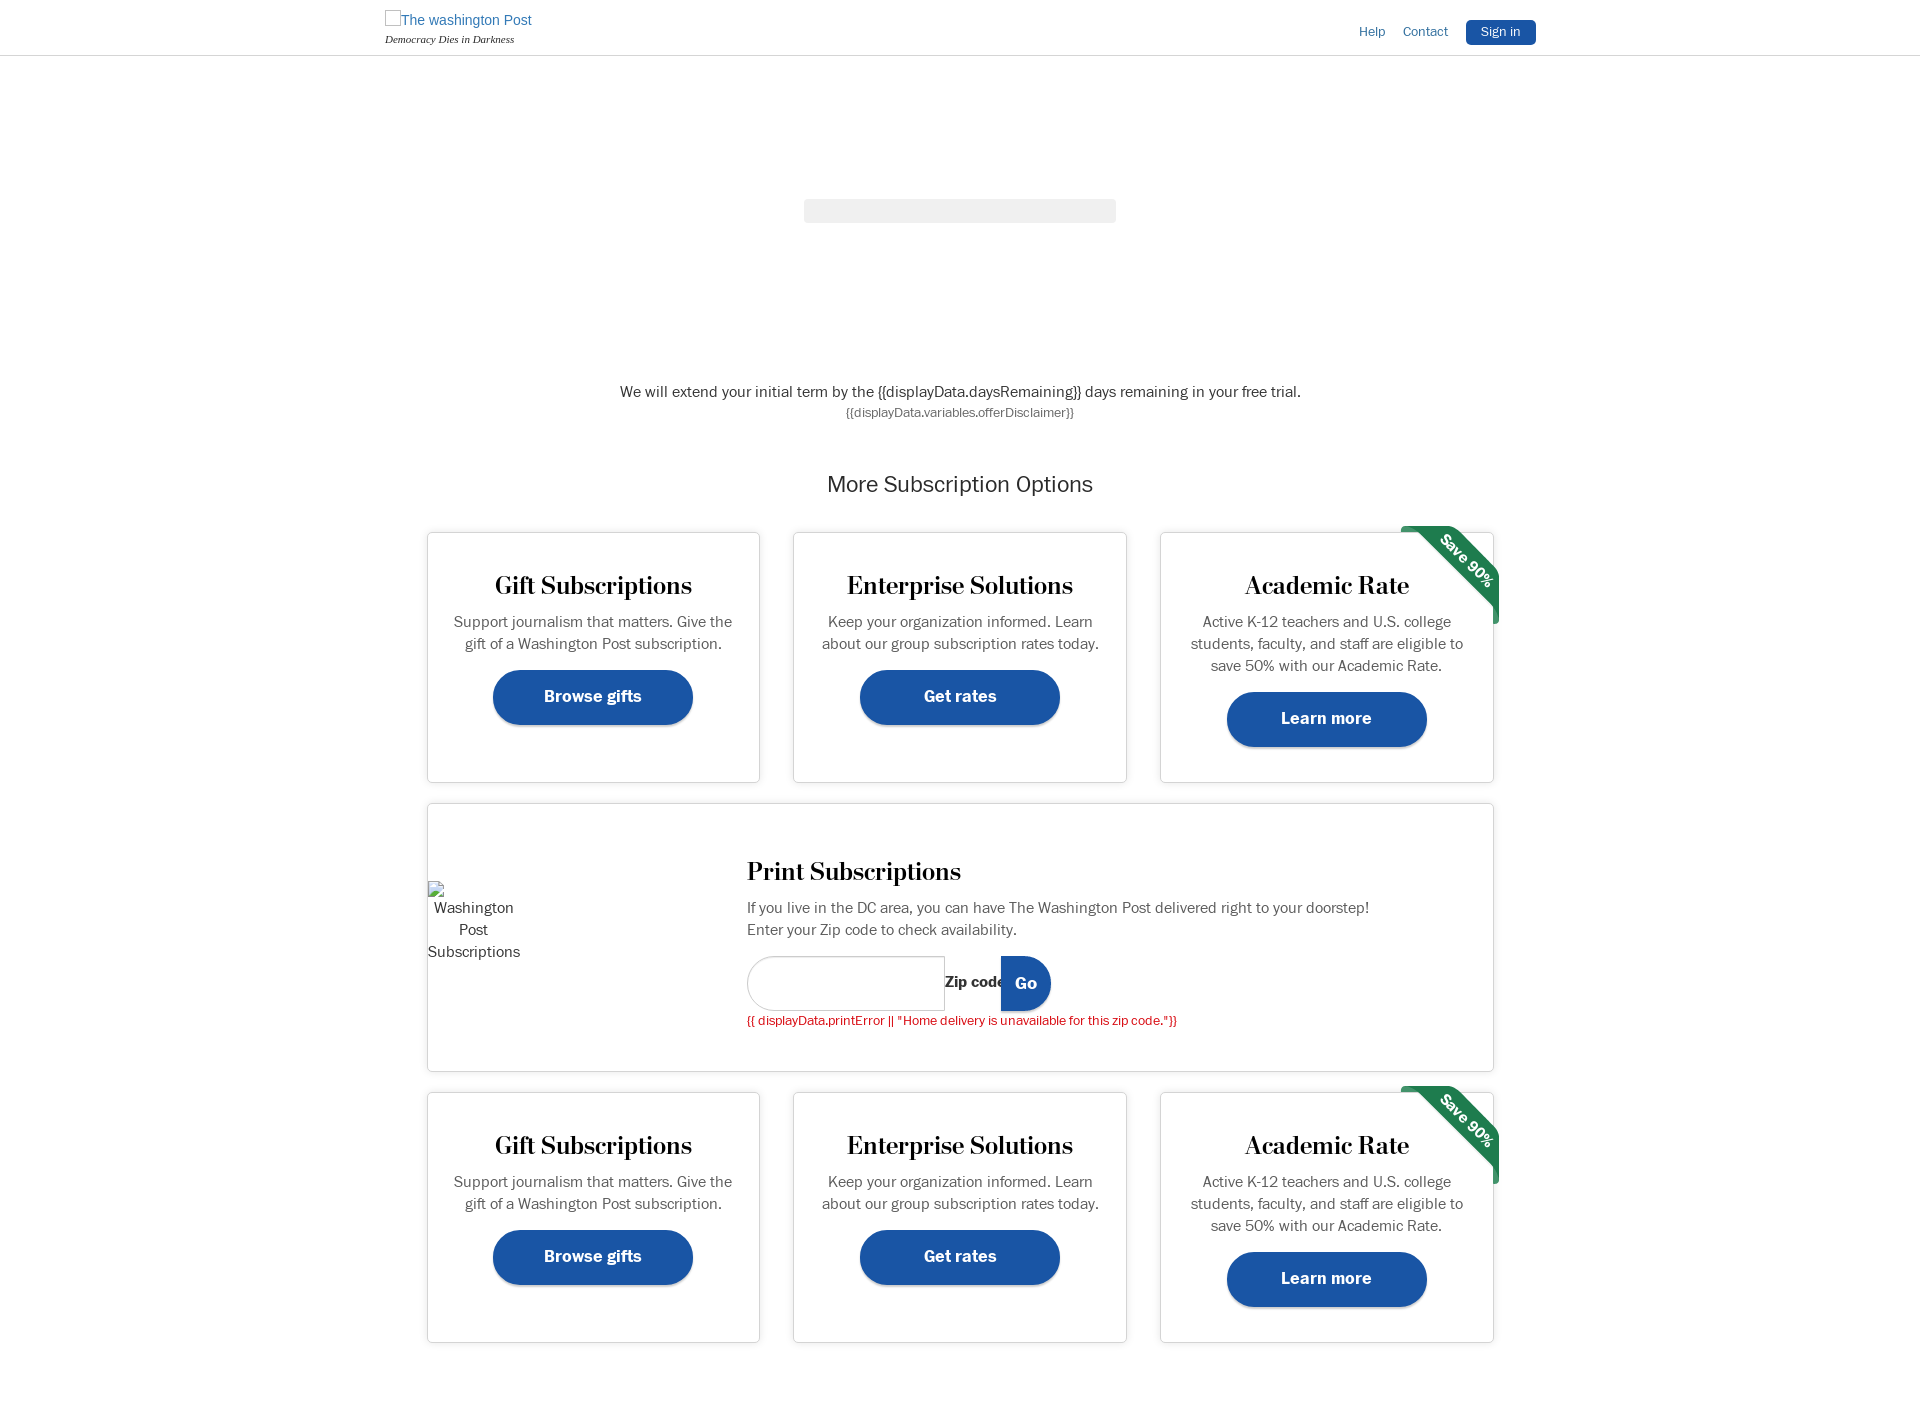 The washington Post
Democracy Dies in Darkness
Help Contact Sign in
We will extend your initial term by the {{displayData.daysRemaining}} days remaining in your free trial.
{{displayData.variables.offerDisclaimer}}
More Subscription Options
Gift Subscriptions
Support journalism that matters. Give the
gift of a Washington Post subscription.
Browse gifts
Enterprise Solutions
Keep your organization informed. Learn
about our group subscription rates today.
Get rates
Save 90%
Academic Rate
Active K-12 teachers and U.S. college
students, faculty, and staff are eligible to
save 50% with our Academic Rate.
Learn more
Washington
Post
Subscriptions
Print Subscriptions
If you live in the DC area, you can have The Washington Post delivered right to your doorstep!
Enter your Zip code to check availability.
Zip code Go
{{ displayData.printError || "Home delivery is unavailable for this zip code."}}
Gift Subscriptions
Support journalism that matters. Give the
gift of a Washington Post subscription.
Browse gifts
Enterprise Solutions
Keep your organization informed. Learn
about our group subscription rates today.
Get rates
Save 90%
Academic Rate
Active K-12 teachers and U.S. college
students, faculty, and staff are eligible to
save 50% with our Academic Rate.
Learn more